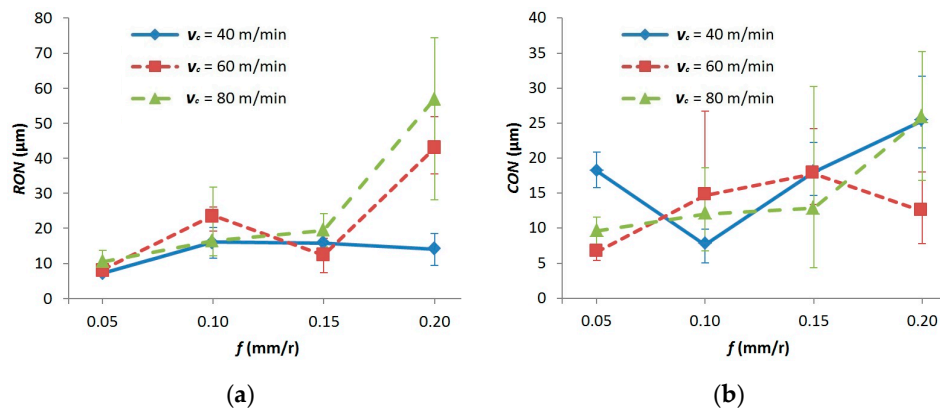 80
70
60
50
40
30
20
10
0
RON (µm)
vc = 40 m/min
vc = 60 m/min
vc = 80 m/min
0.05 0.10 0.15 0.20
f (mm/r)
(a)
40
35
30
25
20
15
10
5
0
CON (µm)
vc = 40 m/min
vc = 60 m/min
vc = 80 m/min
0.05 0.10 0.15 0.20
f (mm/r)
(b)